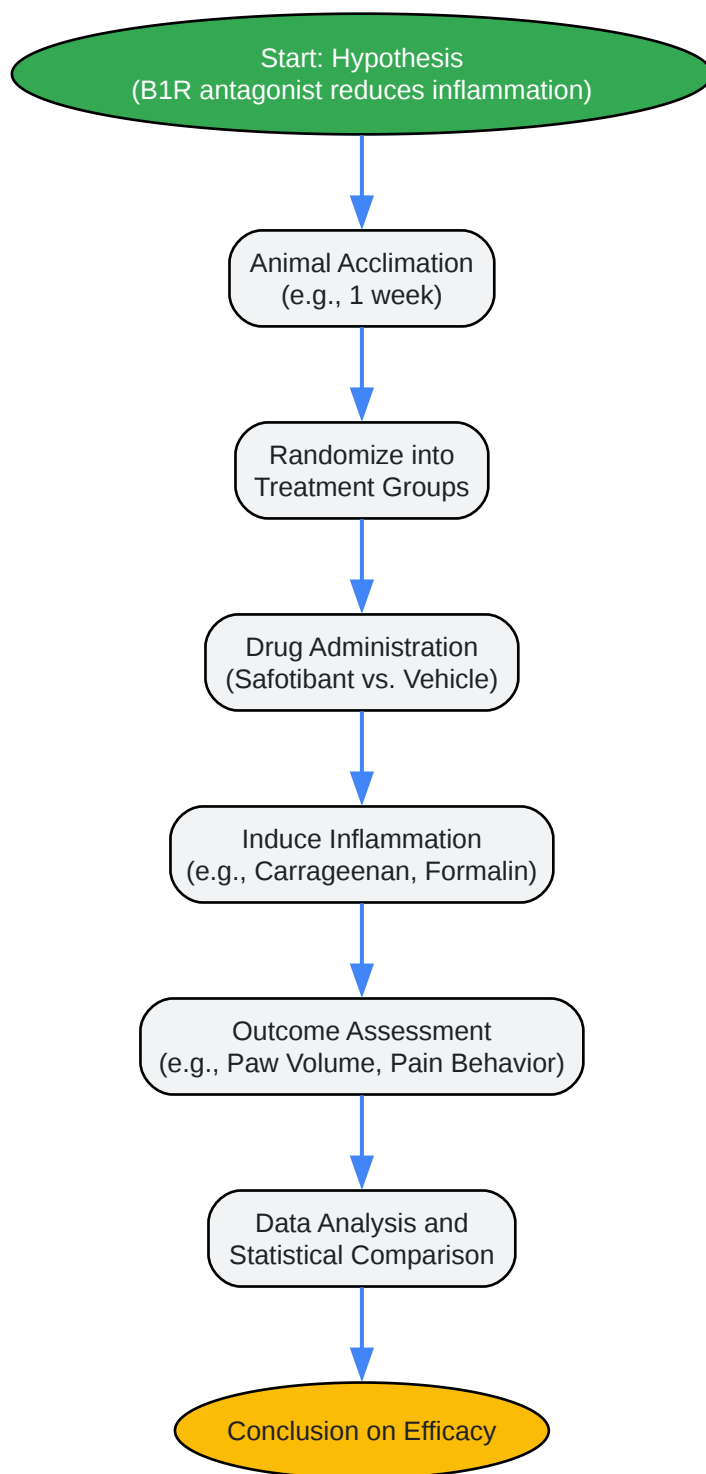 Start: Hypothesis
(B1R antagonist reduces inflammation)
Animal Acclimation
(e.g., 1 week)
Randomize into
Treatment Groups
Drug Administration
(Safotibant vs. Vehicle)
Induce Inflammation
(e.g., Carrageenan, Formalin)
Outcome Assessment
(e.g., Paw Volume, Pain Behavior)
Data Analysis and
Statistical Comparison
Conclusion on Efficacy